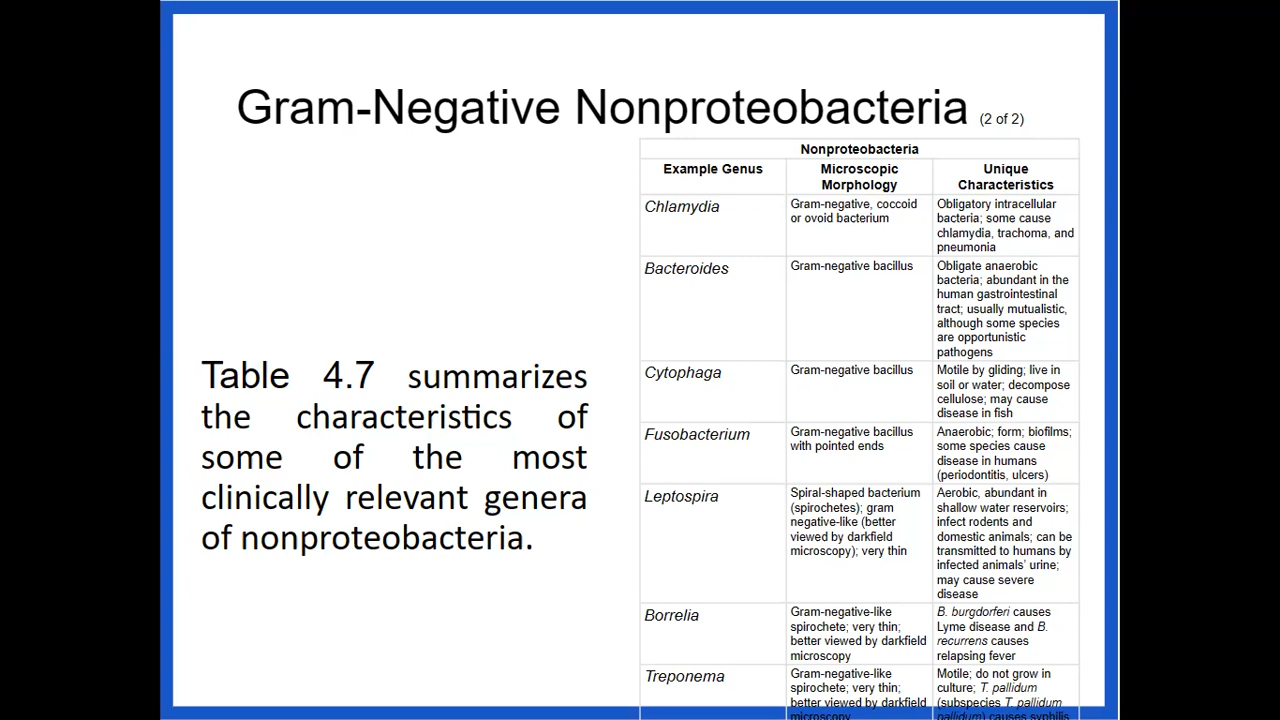 Gram-Negative Nonproteobacteria (2 of 2)
Table 4.7 summarizes
the characteristics of
some of the most
clinically relevant genera
of nonproteobacteria.
Nonproteobacteria
Example Genus
Microscopic
Morphology
Unique
Characteristics
Chlamydia
Gram-negative, coccoid
or ovoid bacterium
Obligatory intracellular
bacteria; some cause
chlamydia, trachoma, and
pneumonia
Bacteroides
Gram-negative bacillus
Obligate anaerobic
bacteria; abundant in the
human gastrointestinal
tract; usually mutualistic,
although some species
are opportunistic
pathogens
Cytophaga
Gram-negative bacillus
Motile by gliding; live in
soil or water; decompose
cellulose; may cause
disease in fish
Fusobacterium
Gram-negative bacillus
with pointed ends
Anaerobic; form; biofilms;
some species cause
disease in humans
(periodontitis, ulcers)
Leptospira
Spiral-shaped bacterium
(spirochetes); gram
negative-like (better
viewed by darkfield
microscopy); very thin
Aerobic, abundant in
shallow water reservoirs;
infect rodents and
domestic animals; can be
transmitted to humans by
infected animals' urine;
may cause severe
disease
Borrelia
Gram-negative-like
spirochete; very thin;
better viewed by darkfield
microscopy
B. burgdorferi causes
Lyme disease and B.
recurrens causes
relapsing fever
Treponema
Gram-negative-like
spirochete; very thin;
better viewed by darkfield
microscopy
Motile; do not grow in
culture; T. pallidum
(subspecies T. pallidum
pallidum) causes syphilis